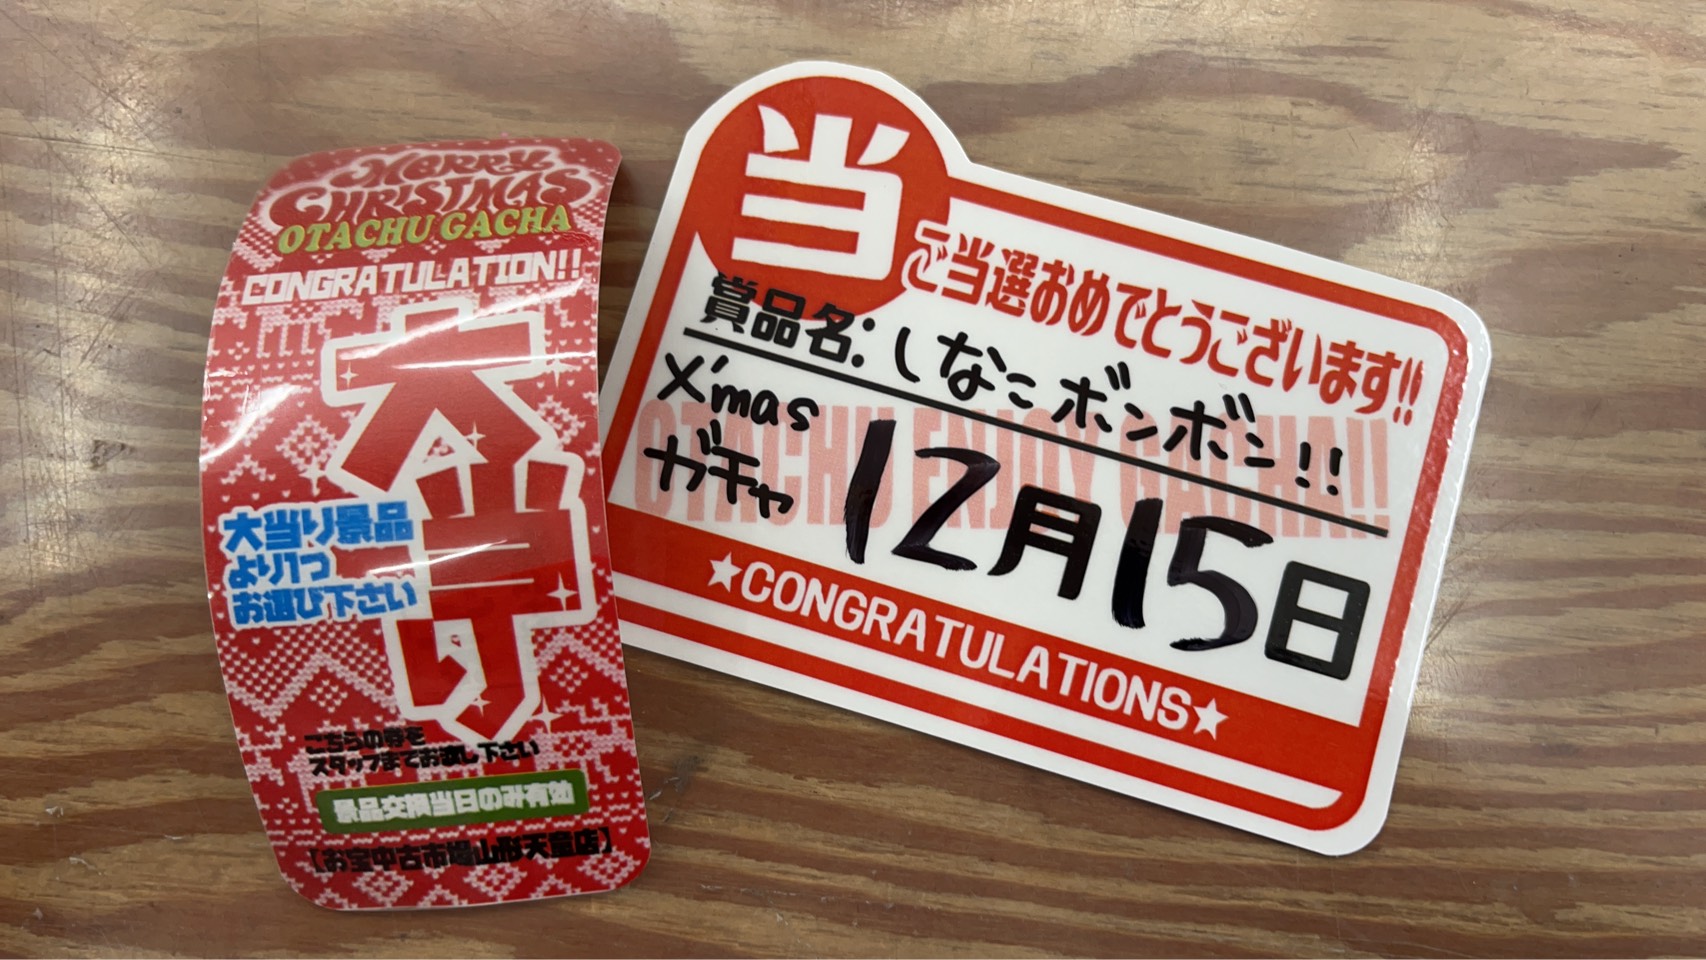 Merry
CHRISTMAS
OTACHU GACHA
CONGRATULATION!!
大当り
大当り景品
より1つ
お選び下さい
こちらの券を
スタッフまでお渡し下さい
景品交換当日のみ有効
【お宝中古市場山形天童店】
当
ご当選おめでとうございます!!
賞品名:しなこボンボン!!
X'mas
ガチャ
12月15日
OTACHU ENJOY GACHA!!
★CONGRATULATIONS★